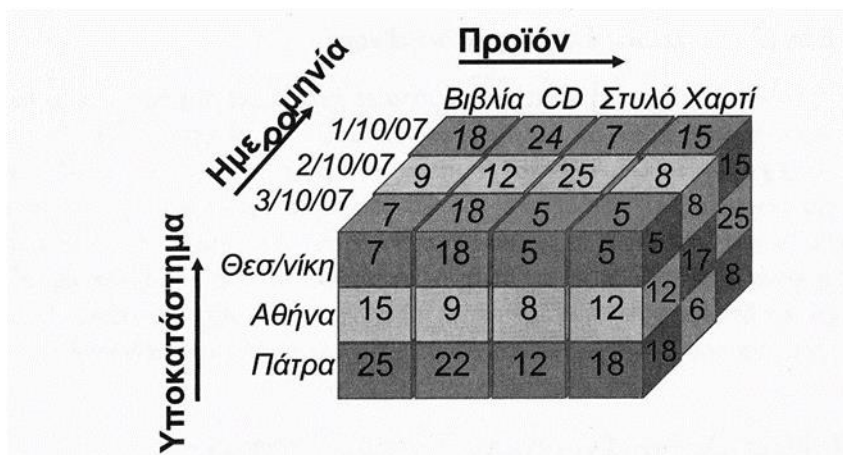 Προϊόν
Ημερομηνία
Βιβλία CD Στυλό Χαρτί
1/10/07 18 24 7 15
2/10/07 9 12 25 8
3/10/07 7 18 5 5
15
8 25
5 17 8
12 6
18
Υποκατάστημα
Θεσ/νίκη 7 18 5 5
Αθήνα 15 9 8 12
Πάτρα 25 22 12 18